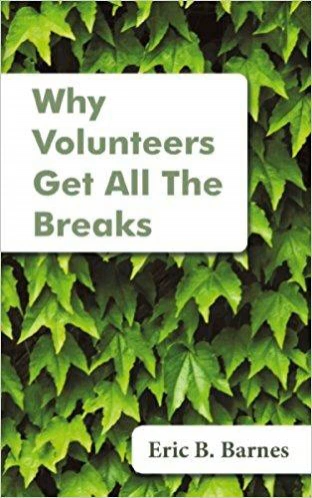 Why
Volunteers
Get All The
Breaks
Eric B. Barnes